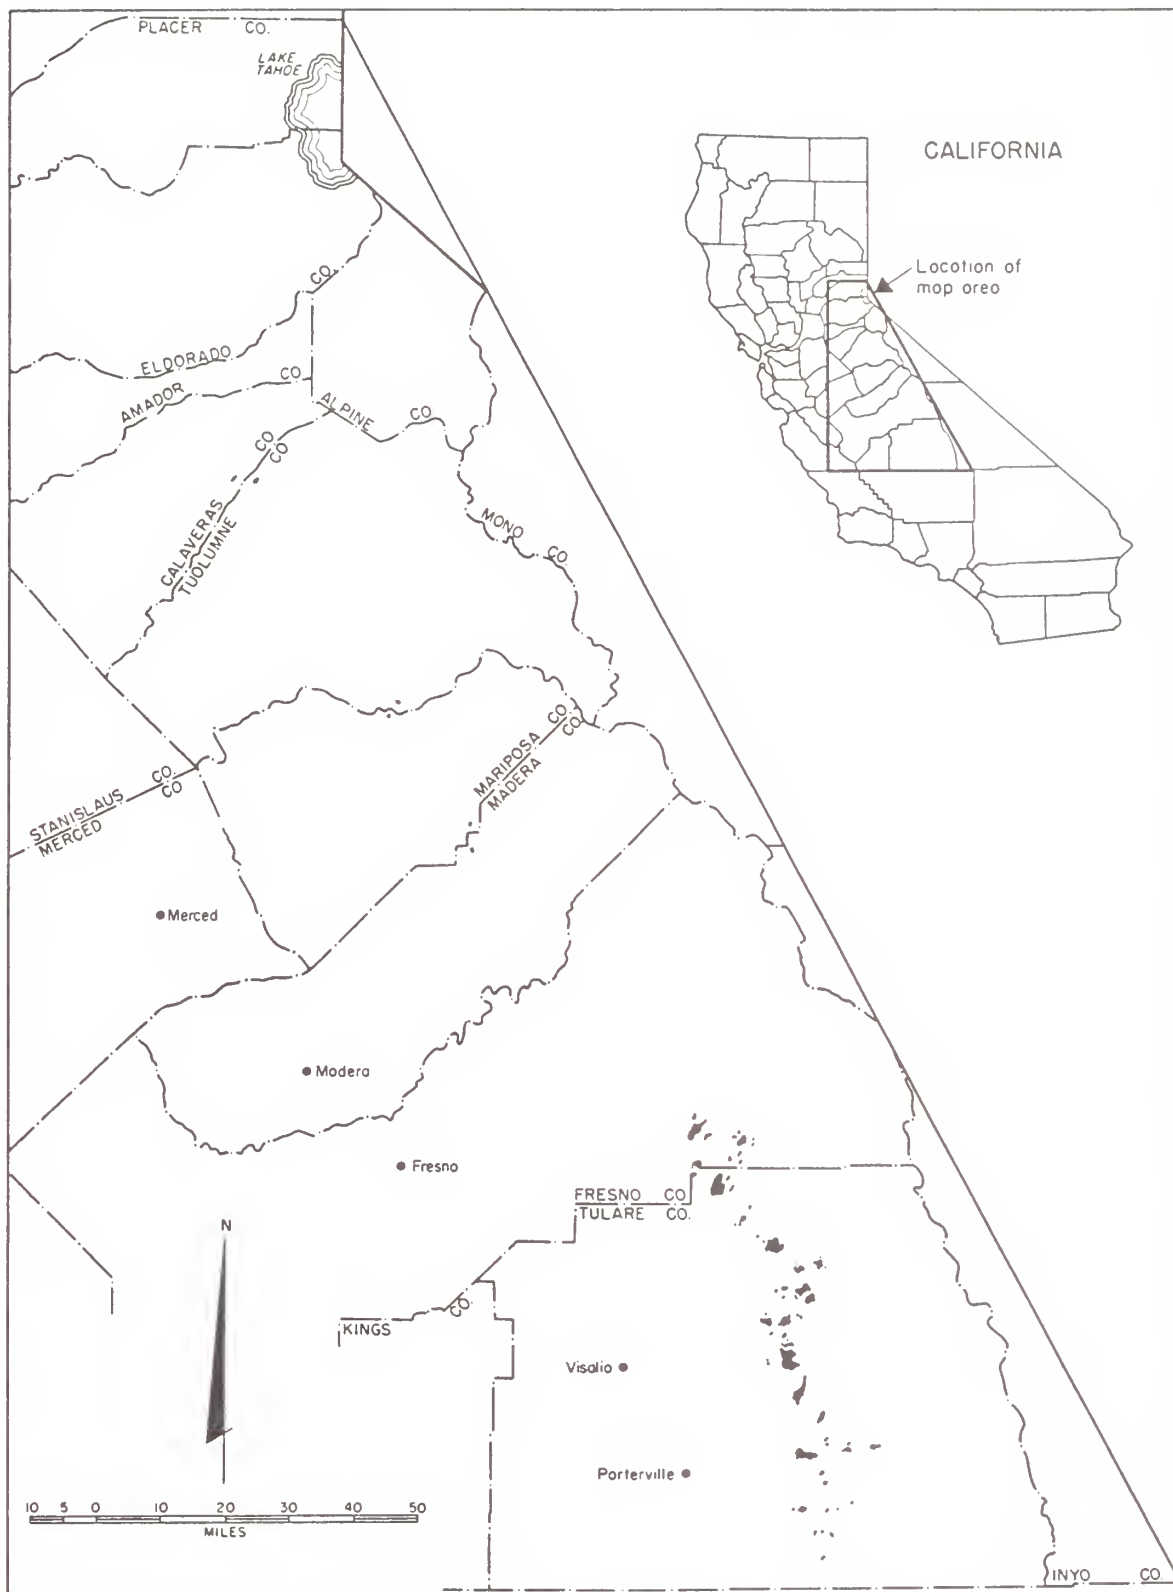 PLACER CO.
LAKE
TAHOE
CALIFORNIA
Location of
map area
ELDORADO CO.
AMADOR CO.
ALPINE CO.
CALAVERAS CO.
TUOLUMNE CO.
MONO CO.
MARIPOSA CO.
MADERA CO.
STANISLAUS CO.
MERCED CO.
Merced
Madera
Fresno
FRESNO CO.
TULARE CO.
N
KINGS CO.
Visalia
Porterville
10 5 0 10 20 30 40 50
MILES
INYO CO.